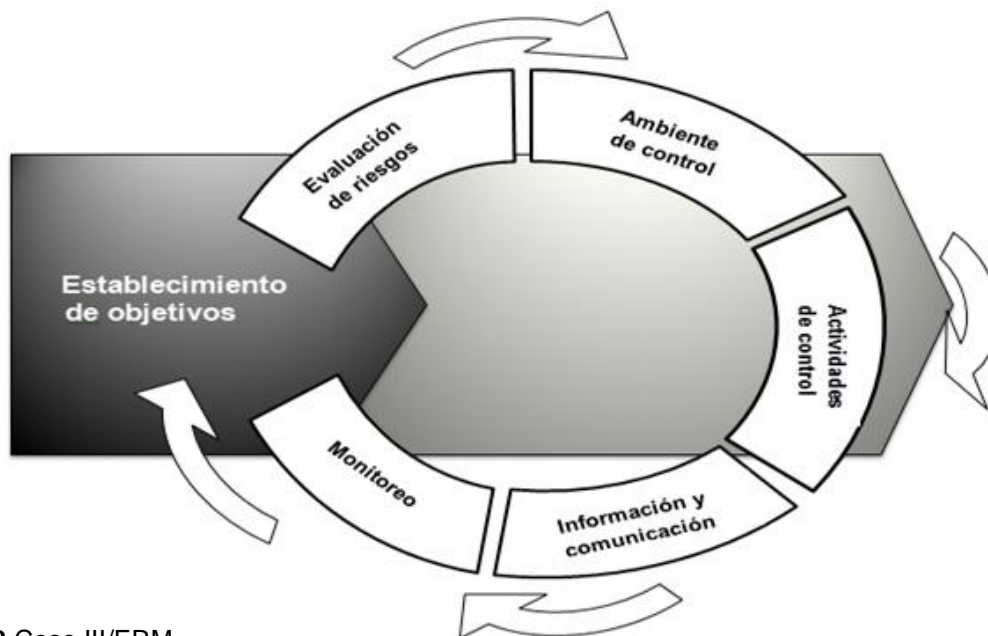 Ambiente
de control
Evaluación
de riesgos
Establecimiento
de objetivos
Actividades
de control
Monitoreo
Información y
comunicación